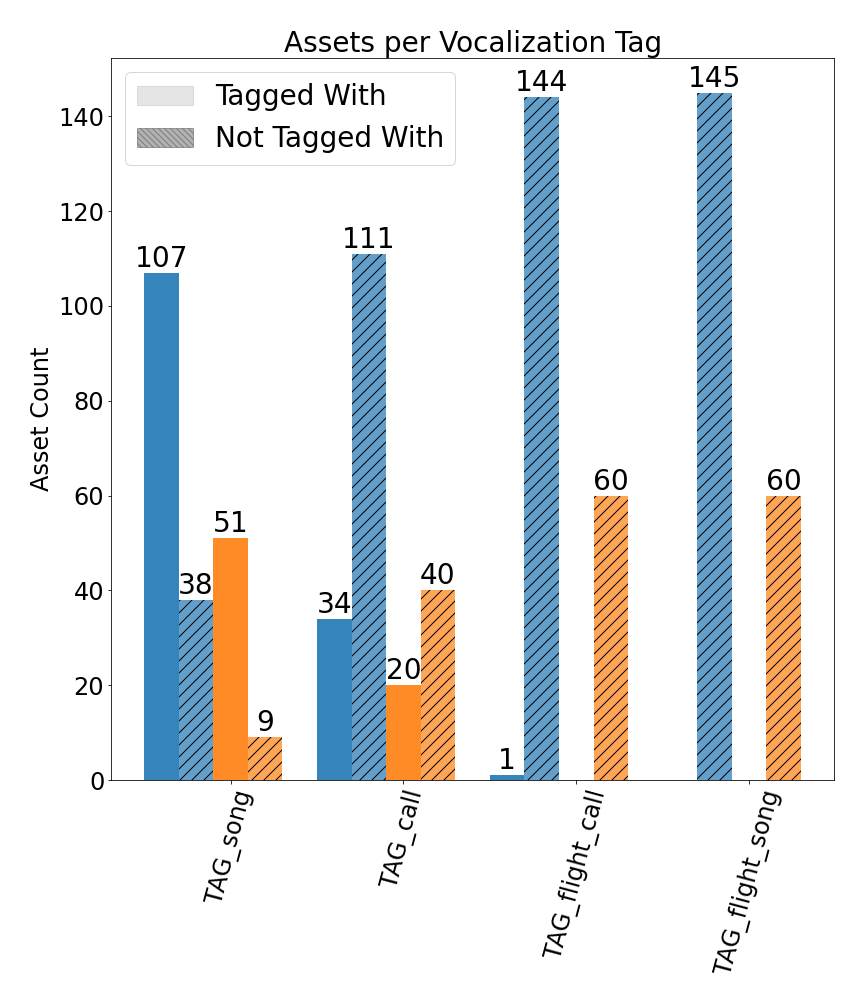 Assets per Vocalization Tag
Tagged With
Not Tagged With
Asset Count
140
120
100
80
60
40
20
0
107
38
51
9
34
111
20
40
1
144
60
145
60
TAG_song
TAG_call
TAG_flight_call
TAG_flight_song